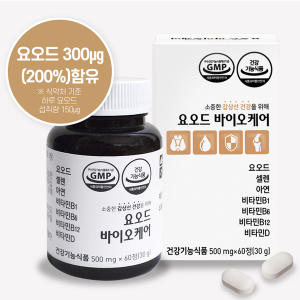 요오드 300μg
(200%)함유
※ 식약처 기준
하루 요오드
섭취량 150μg
GMP
건강
기능식품
소중한 갑상선 건강을 위해
요오드 바이오케어
요오드
셀렌
아연
비타민B1
비타민B6
비타민B12
비타민D
건강기능식품 500 mg×60정(30 g)
GMP
건강
기능식품
소중한 갑상선 건강을 위해
요오드
바이오케어
요오드
셀렌
아연
비타민B1
비타민B6
비타민B12
비타민D
건강기능식품 500 mg×60정(30 g)